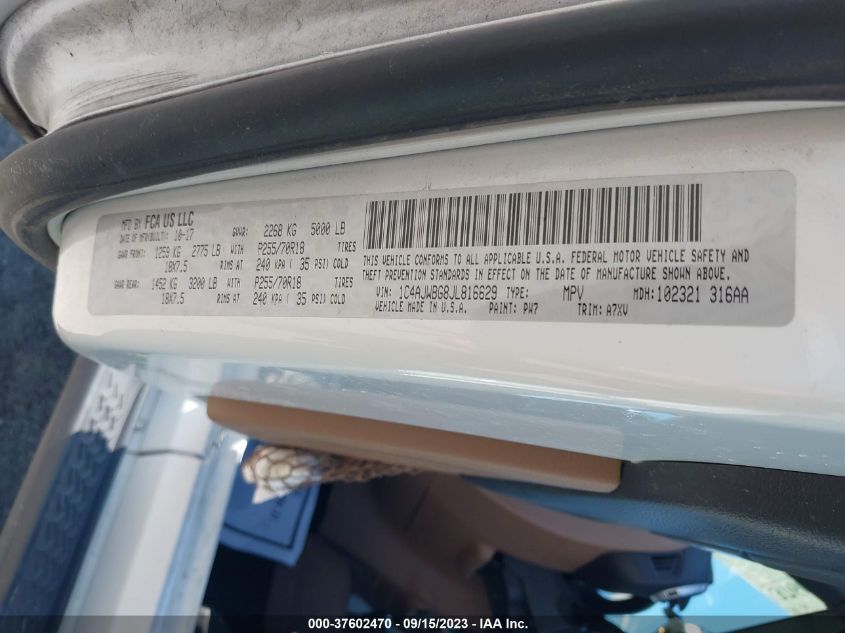 MFD BY FCA US LLC
DATE OF MFR(BUILT): 10-17 GVWR: 2268 KG 5000 LB
GAWR FRONT: 1259 KG 2775 LB WITH P255/70R18 TIRES
18X7.5 RIMS AT 240 KPA ( 35 PSI) COLD
GAWR REAR: 1452 KG 3200 LB WITH P255/70R18 TIRES
18X7.5 RIMS AT 240 KPA ( 35 PSI) COLD
THIS VEHICLE CONFORMS TO ALL APPLICABLE U.S.A. FEDERAL MOTOR VEHICLE SAFETY AND
THEFT PREVENTION STANDARDS IN EFFECT ON THE DATE OF MANUFACTURE SHOWN ABOVE.
VIN: 1C4AJWBG8JL816629 TYPE: MPV MDH: 102321 316AA
VEHICLE MADE IN U.S.A. PAINT: PW7 TRIM: A7XV
000-37602470 - 09/15/2023 - IAA Inc.